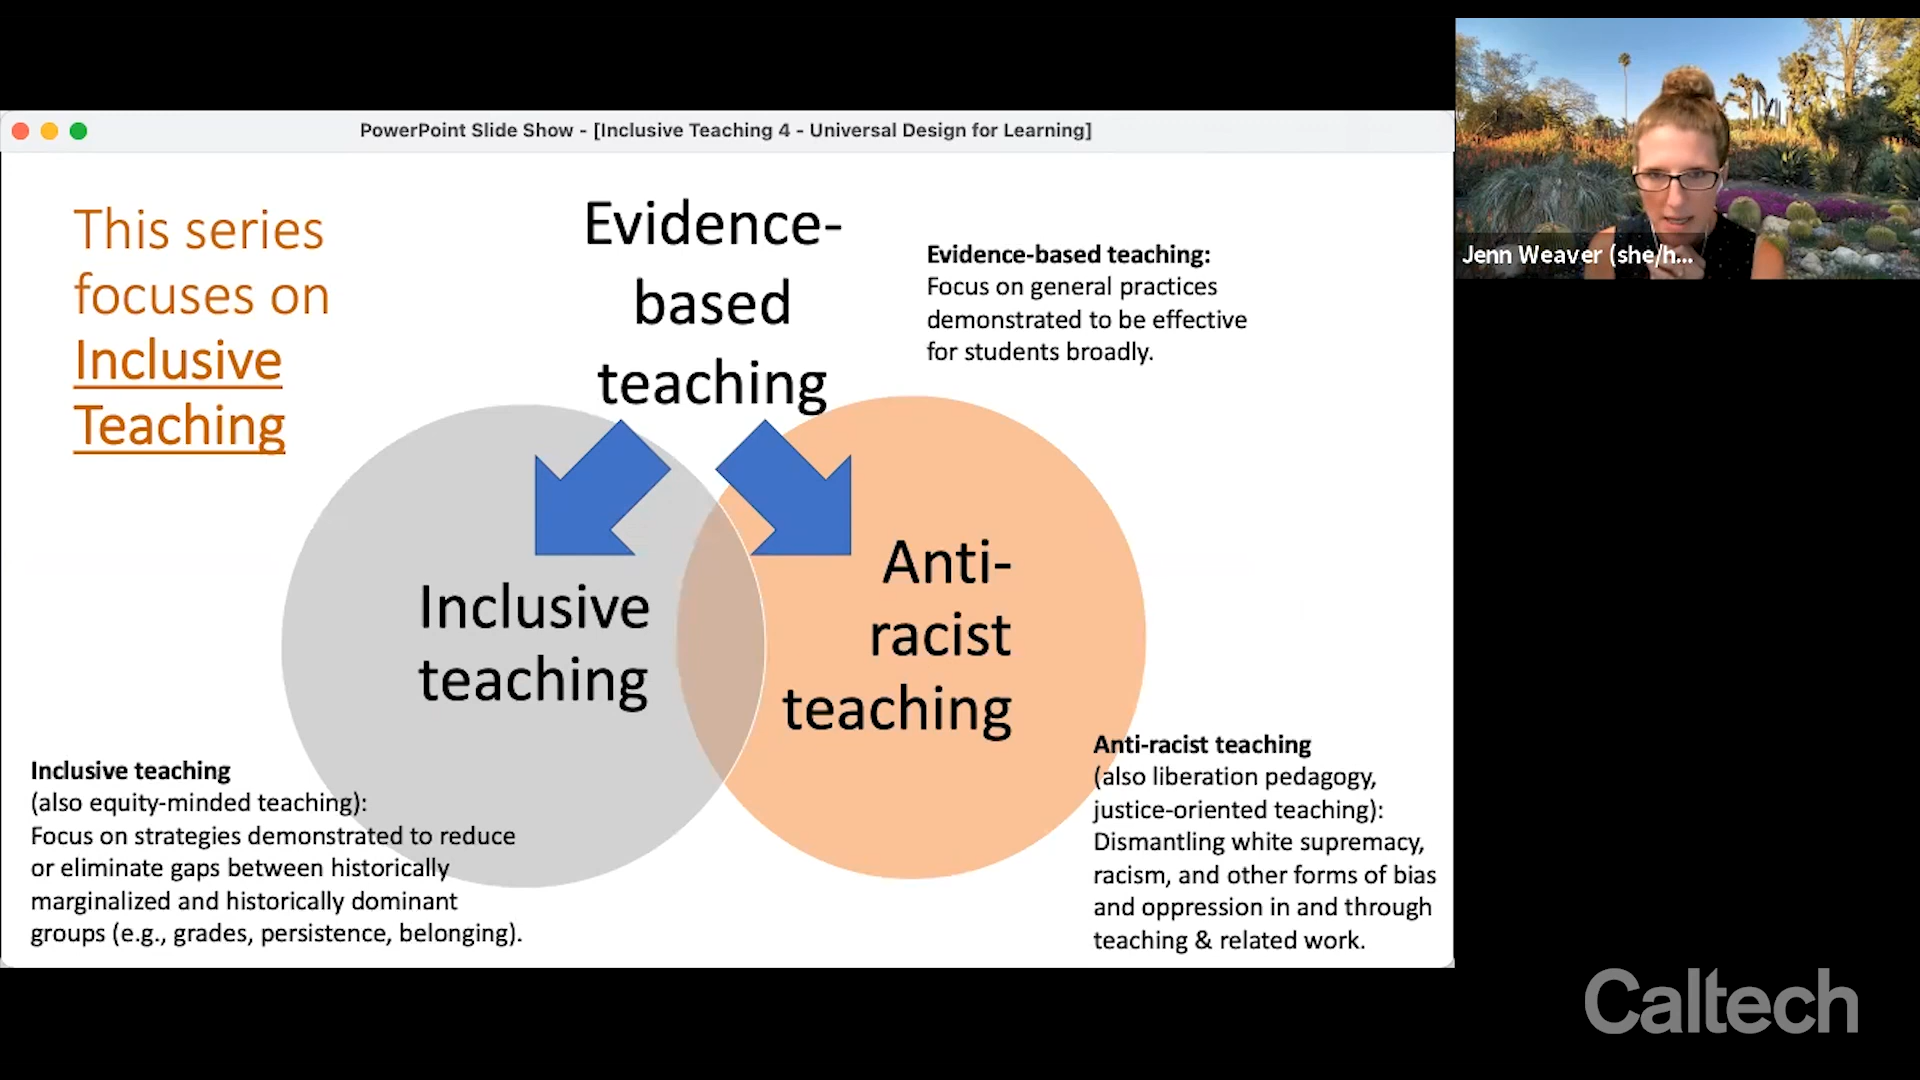 PowerPoint Slide Show - [Inclusive Teaching 4 - Universal Design for Learning]
This series
focuses on
Inclusive
Teaching
Evidence-
based
teaching
Evidence-based teaching:
Focus on general practices
demonstrated to be effective
for students broadly.
Inclusive
teaching
Anti-
racist
teaching
Inclusive teaching
(also equity-minded teaching):
Focus on strategies demonstrated to reduce
or eliminate gaps between historically
marginalized and historically dominant
groups (e.g., grades, persistence, belonging).
Anti-racist teaching
(also liberation pedagogy,
justice-oriented teaching):
Dismantling white supremacy,
racism, and other forms of bias
and oppression in and through
teaching & related work.
Jenn Weaver (she/h...
Caltech